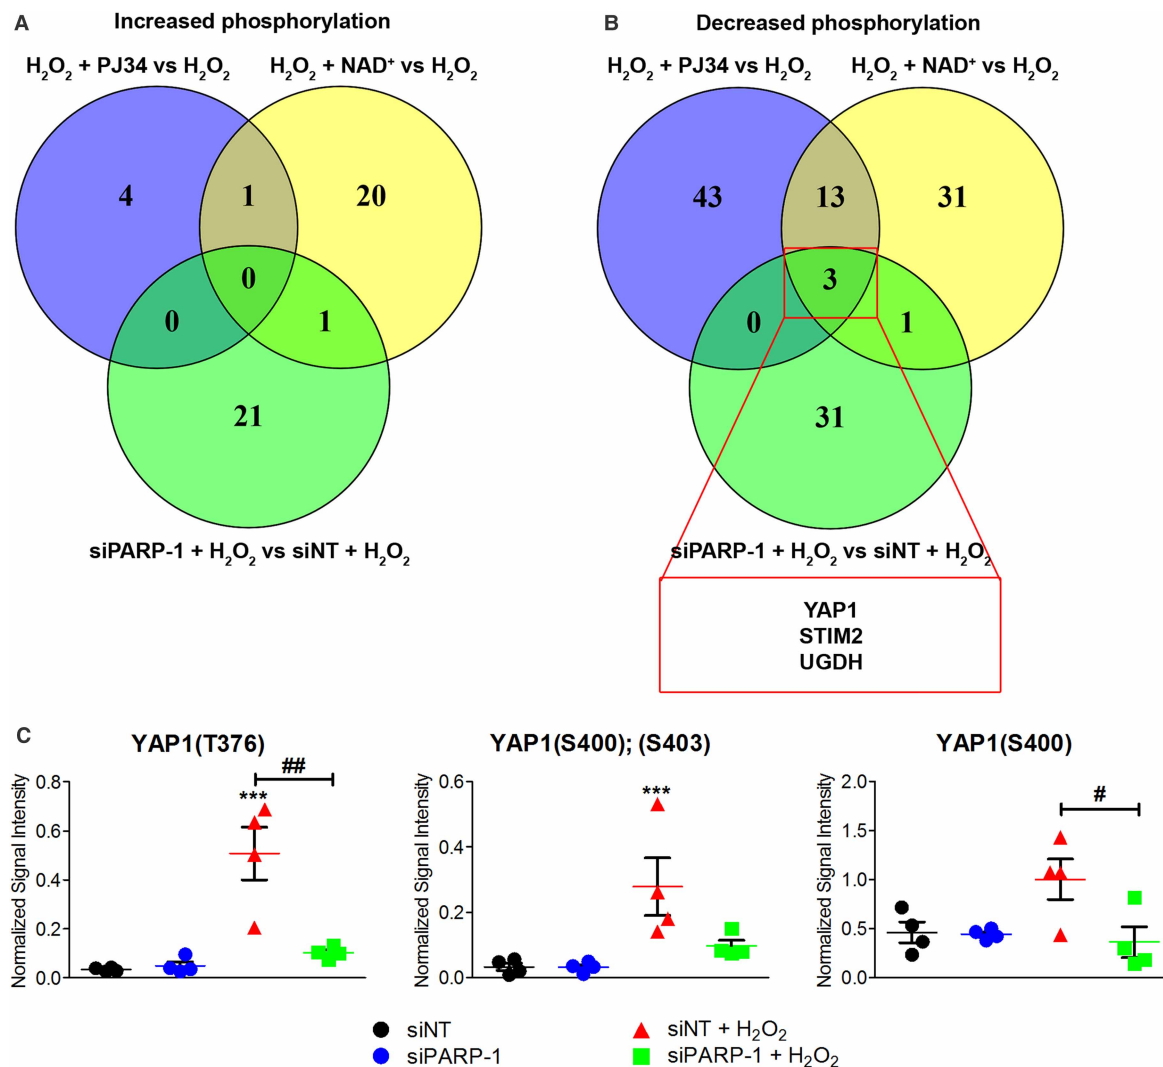 A
Increased phosphorylation
H₂O₂ + PJ34 vs H₂O₂
H₂O₂ + NAD⁺ vs H₂O₂
4
1
20
0
0
1
21
siPARP-1 + H₂O₂ vs siNT + H₂O₂
B
Decreased phosphorylation
H₂O₂ + PJ34 vs H₂O₂
H₂O₂ + NAD⁺ vs H₂O₂
43
13
31
3
0
1
31
siPARP-1 + H₂O₂ vs siNT + H₂O₂
YAP1
STIM2
UGDH
C
YAP1(T376)
Normalized Signal Intensity
0.8
0.6
0.4
0.2
0.0
***
##
YAP1(S400); (S403)
Normalized Signal Intensity
0.6
0.4
0.2
0.0
***
YAP1(S400)
Normalized Signal Intensity
2.0
1.5
1.0
0.5
0.0
#
siNT
siPARP-1
siNT + H₂O₂
siPARP-1 + H₂O₂